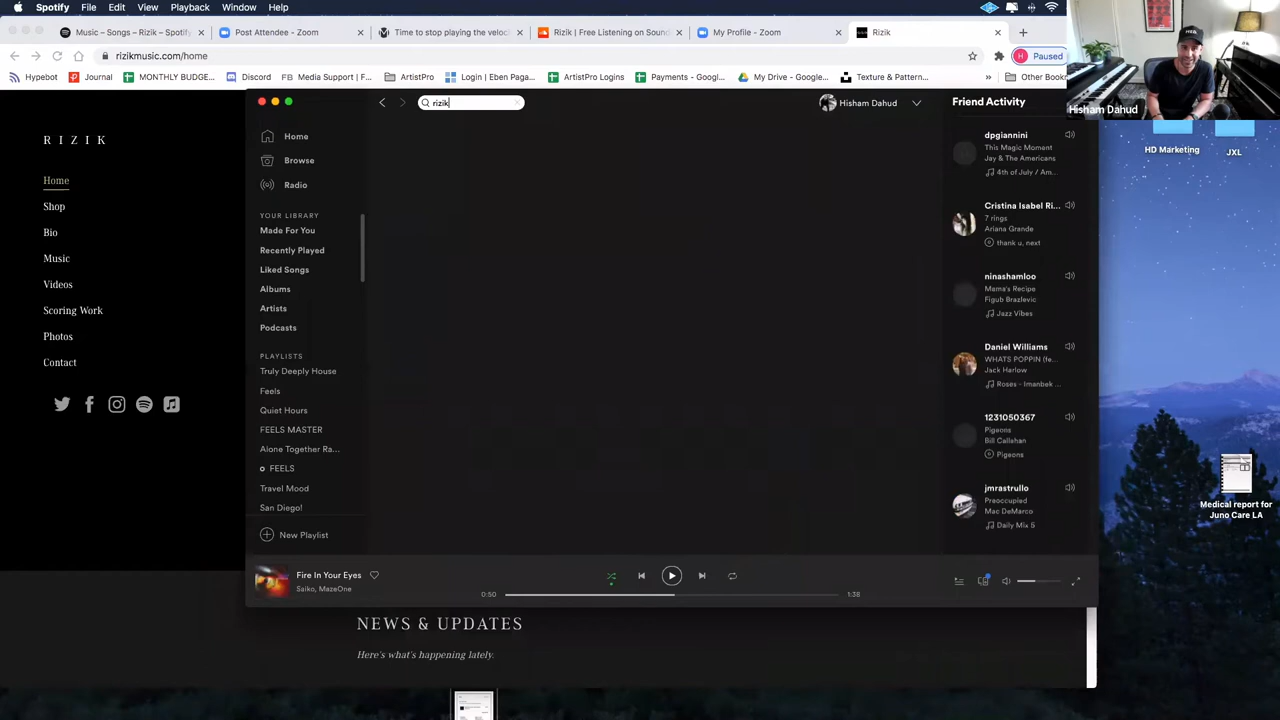 Spotify File Edit View Playback Window Help
Music – Songs – Rizik – Spotify
Post Attendee - Zoom
Time to stop playing the veloc
Rizik | Free Listening on Soun
My Profile - Zoom
Rizik
rizikmusic.com/home
Paused
Hypebot
Journal
MONTHLY BUDGE...
Discord
Media Support | F...
ArtistPro
Login | Eben Paga...
ArtistPro Logins
Payments - Googl...
My Drive - Googl...
Texture & Pattern...
»
Other Book
Hisham Dahud
RIZIK
Home
Shop
Bio
Music
Videos
Scoring Work
Photos
Contact
rizik
Hisham Dahud
Home
Browse
Radio
YOUR LIBRARY
Made For You
Recently Played
Liked Songs
Albums
Artists
Podcasts
PLAYLISTS
Truly Deeply House
Feels
Quiet Hours
FEELS MASTER
Alone Together Ra...
FEELS
Travel Mood
San Diego!
New Playlist
Friend Activity
dpgiannini
This Magic Moment
Jay & The Americans
4th of July / Am...
Cristina Isabel Ri...
7 rings
Ariana Grande
thank u, next
ninashamloo
Mama's Recipe
Figub Brazlevic
Jazz Vibes
Daniel Williams
WHATS POPPIN (fe...
Jack Harlow
Roses - Imanbek ...
1231050367
Pigeons
Bill Callahan
Pigeons
jmrastrullo
Preoccupied
Mac DeMarco
Daily Mix 5
Fire In Your Eyes
Saiko, MazeOne
0:50
1:38
NEWS & UPDATES
Here's what's happening lately.
HD Marketing
JXL
Medical report for
Juno Care LA